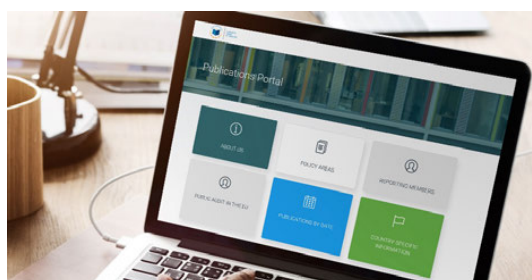 Publications Portal
ABOUT US
POLICY AREAS
REPORTING MEMBERS
PUBLIC AUDIT IN THE EU
PUBLICATIONS BY DATE
COUNTRY SPECIFIC
INFORMATION